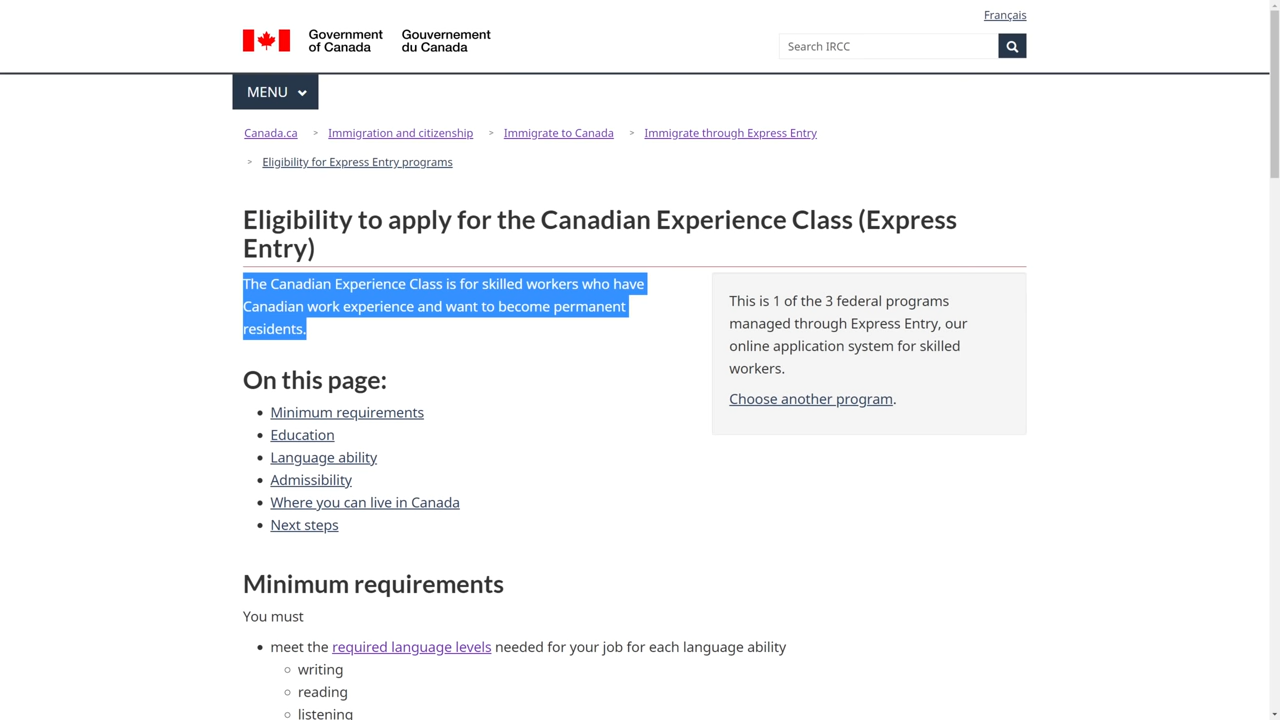 Français
Government of Canada
Gouvernement du Canada
Search IRCC
MENU
Canada.ca > Immigration and citizenship > Immigrate to Canada > Immigrate through Express Entry
> Eligibility for Express Entry programs
Eligibility to apply for the Canadian Experience Class (Express
Entry)
The Canadian Experience Class is for skilled workers who have
Canadian work experience and want to become permanent
residents.
This is 1 of the 3 federal programs
managed through Express Entry, our
online application system for skilled
workers.
Choose another program.
On this page:
• Minimum requirements
• Education
• Language ability
• Admissibility
• Where you can live in Canada
• Next steps
Minimum requirements
You must
• meet the required language levels needed for your job for each language ability
◦ writing
◦ reading
◦ listening